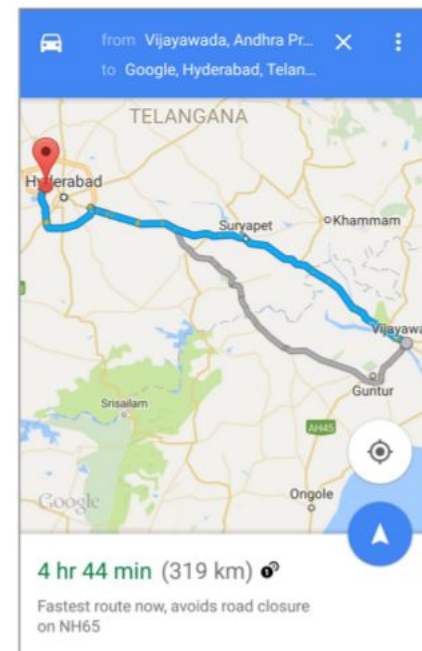 from Vijayawada, Andhra Pr...
to Google, Hyderabad, Telan...
TELANGANA
Hyderabad
Suryapet
Khammam
Vijayawa
Guntur
Srisailam
AH45
Ongole
Google
4 hr 44 min (319 km)
Fastest route now, avoids road closure
on NH65